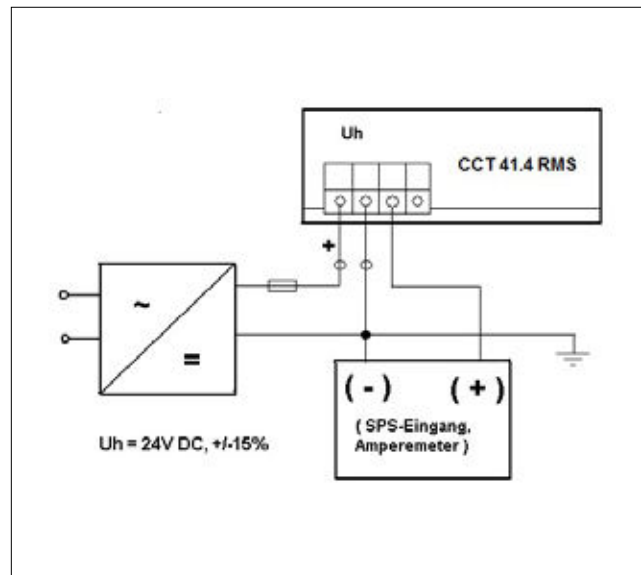 Uh
CCT 41.4 RMS
+
~
=
( - ) ( + )
( SPS-Eingang,
Amperemeter )
Uh = 24V DC, +/-15%